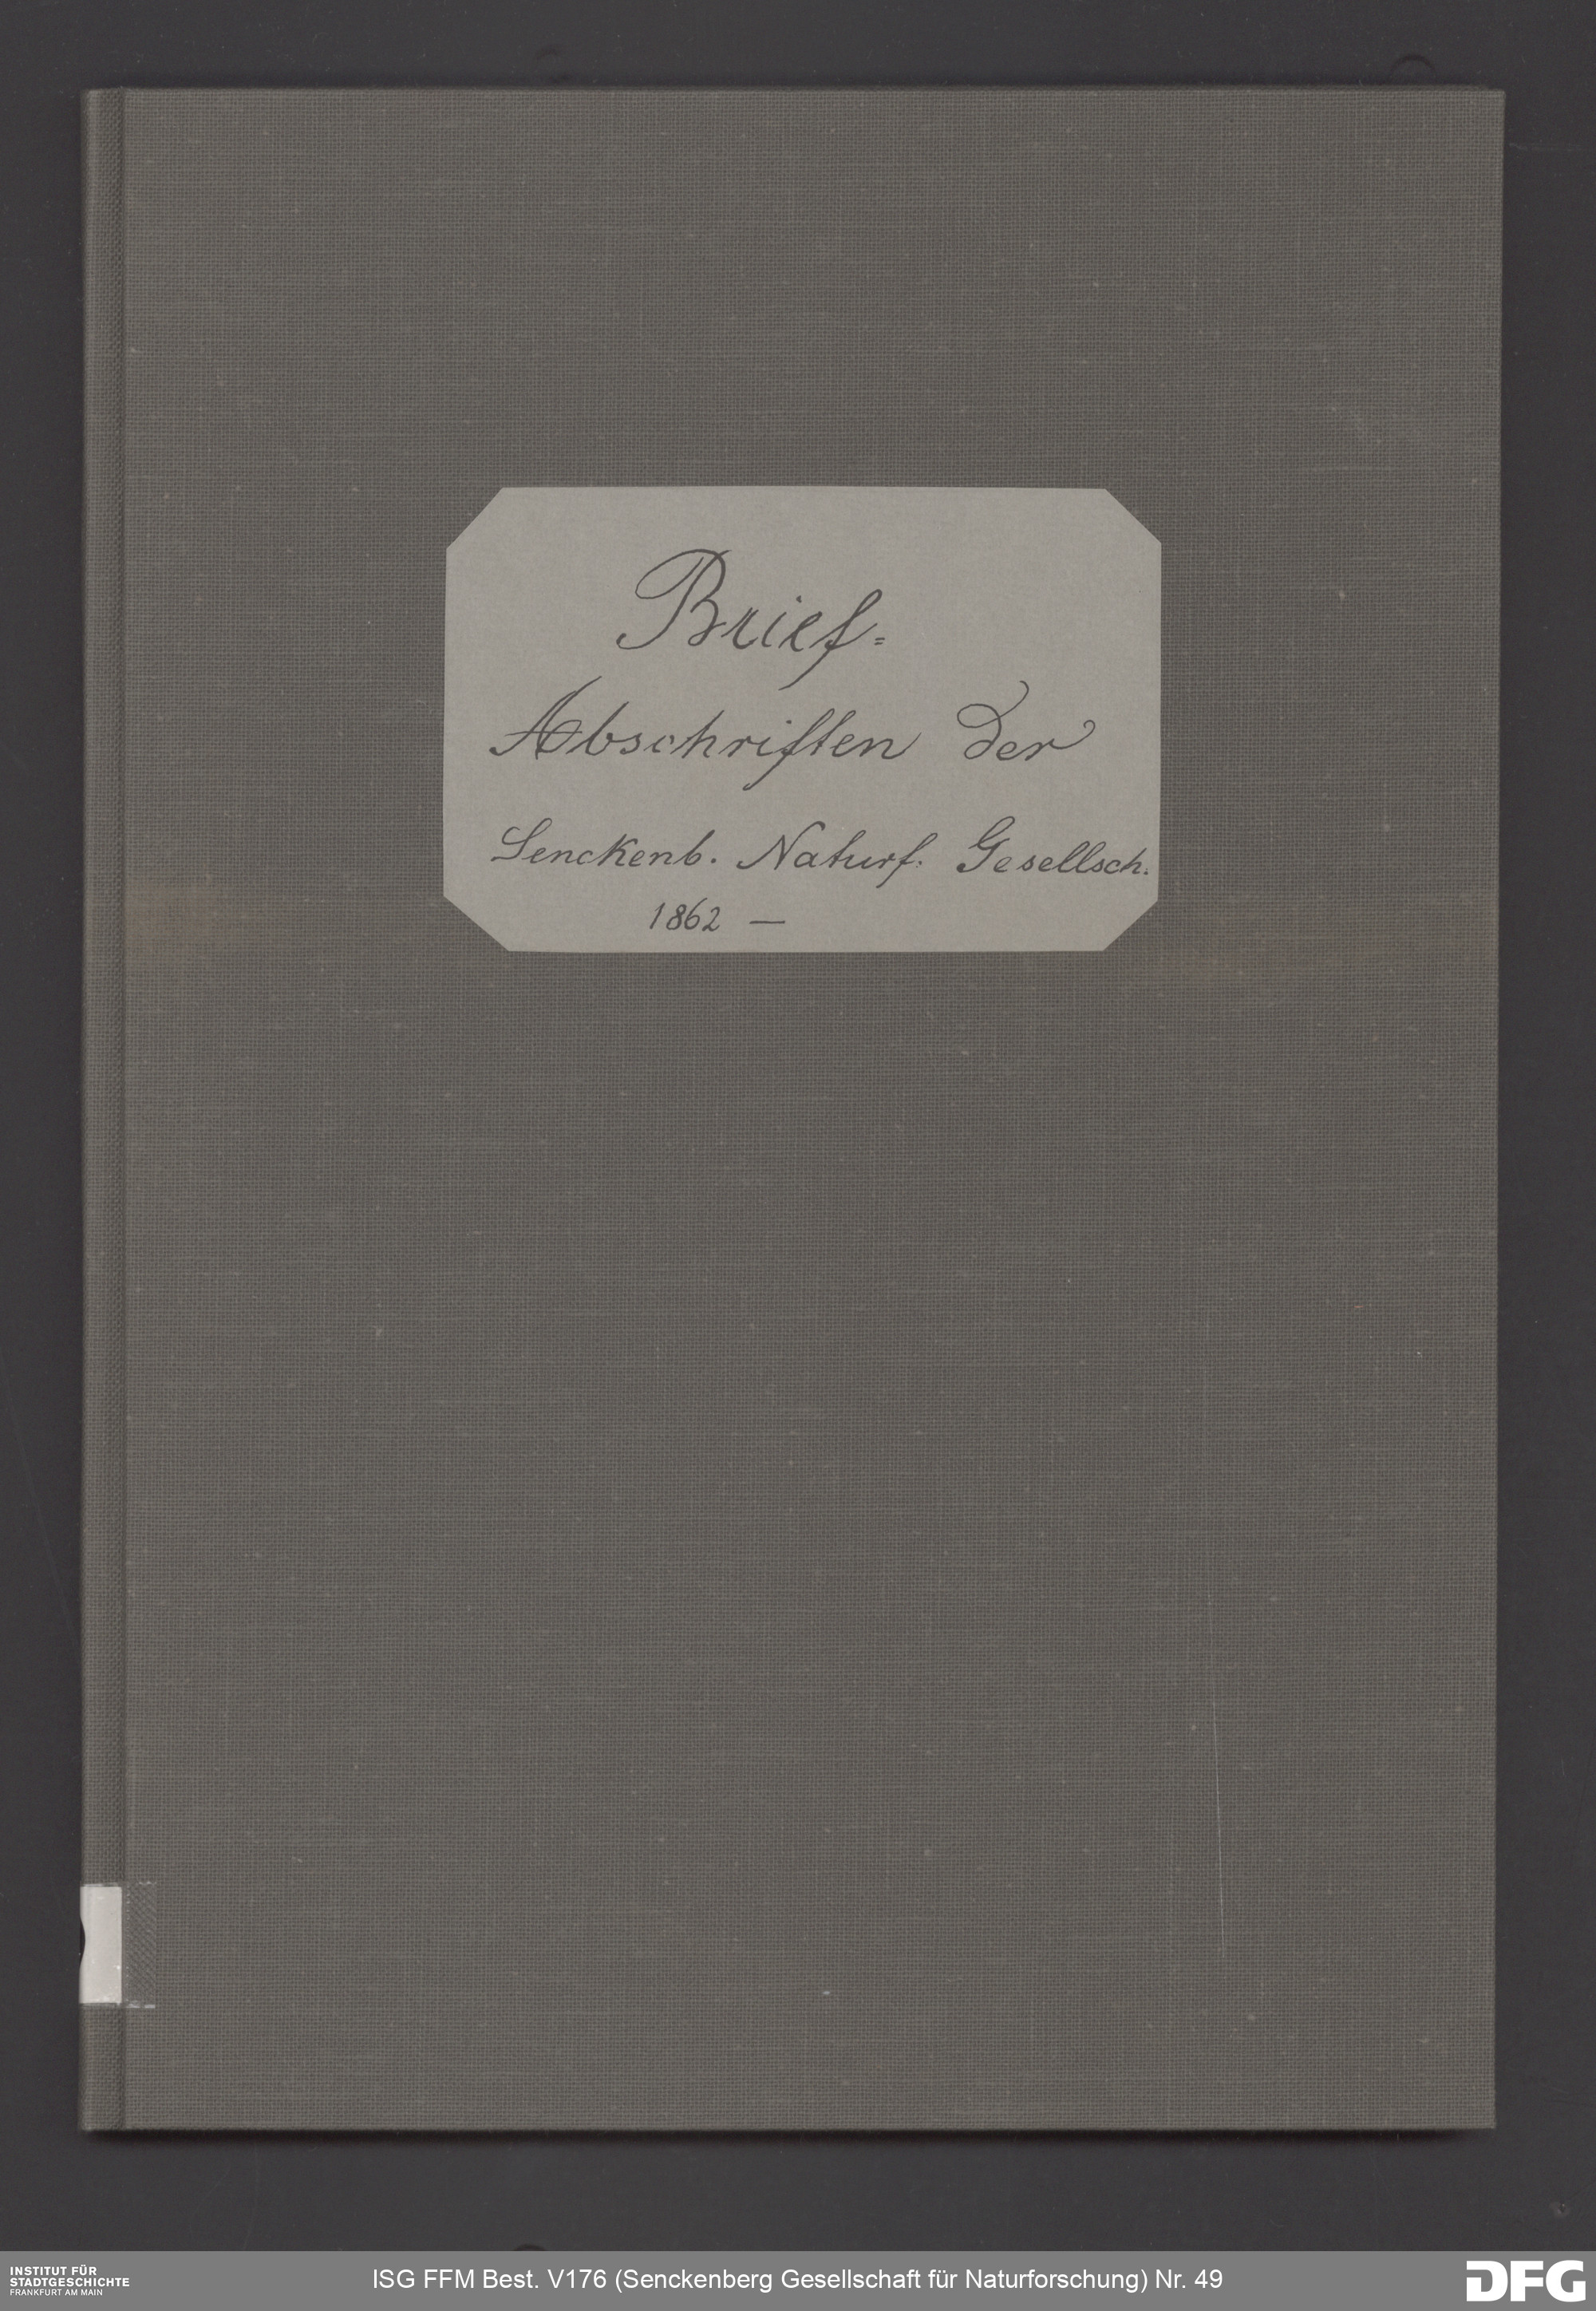 Brief=
Abschriften der
Senckenb. Naturf. Gesellsch.
1862 —
INSTITUT FÜR
STADTGESCHICHTE
FRANKFURT AM MAIN
ISG FFM Best. V176 (Senckenberg Gesellschaft für Naturforschung) Nr. 49
DFG